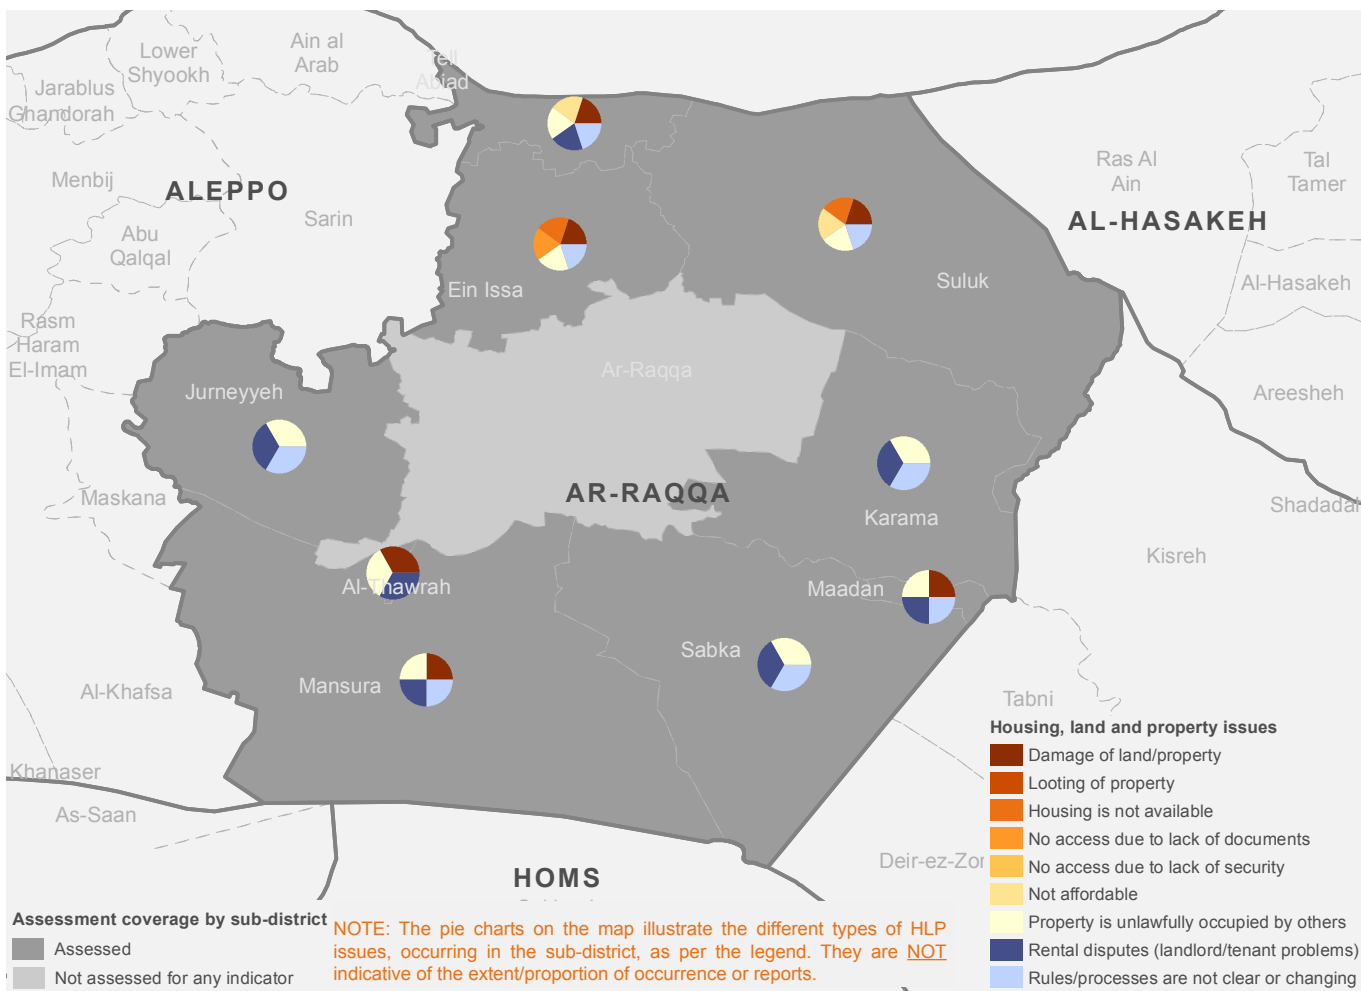 Lower
Shyookh
Ain al
Arab
Tell
Abiad
Jarablus
Ghandorah
Menbij
ALEPPO
Sarin
Abu
Qalqal
Ras Al
Ain
Tal
Tamer
AL-HASAKEH
Al-Hasakeh
Ein Issa
Suluk
Rasm
Haram
El-Imam
Ar-Raqqa
Jurneyyeh
Areesheh
Maskana
AR-RAQQA
Karama
Shadadah
Kisreh
Al-Thawrah
Maadan
Sabka
Mansura
Al-Khafsa
Tabni
Khanaser
As-Saan
Deir-ez-Zor
HOMS
Housing, land and property issues
Damage of land/property
Looting of property
Housing is not available
No access due to lack of documents
No access due to lack of security
Not affordable
Property is unlawfully occupied by others
Rental disputes (landlord/tenant problems)
Rules/processes are not clear or changing
Assessment coverage by sub-district
Assessed
Not assessed for any indicator
NOTE: The pie charts on the map illustrate the different types of HLP
issues, occurring in the sub-district, as per the legend. They are NOT
indicative of the extent/proportion of occurrence or reports.